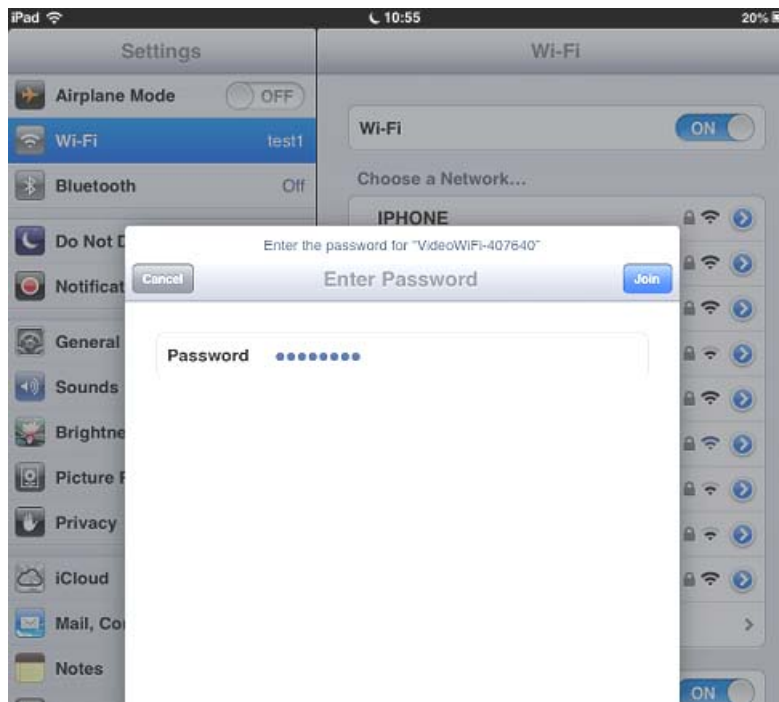 iPad 10:55 20%
Settings
Airplane Mode OFF
Wi-Fi test1
Bluetooth Off
Do Not D
Notificat
General
Sounds
Brightne
Picture F
Privacy
iCloud
Mail, Co
Notes
Wi-Fi
Wi-Fi ON
Choose a Network...
IPHONE
ON
Enter the password for "VideoWiFi-407640"
Cancel Enter Password Join
Password ••••••••